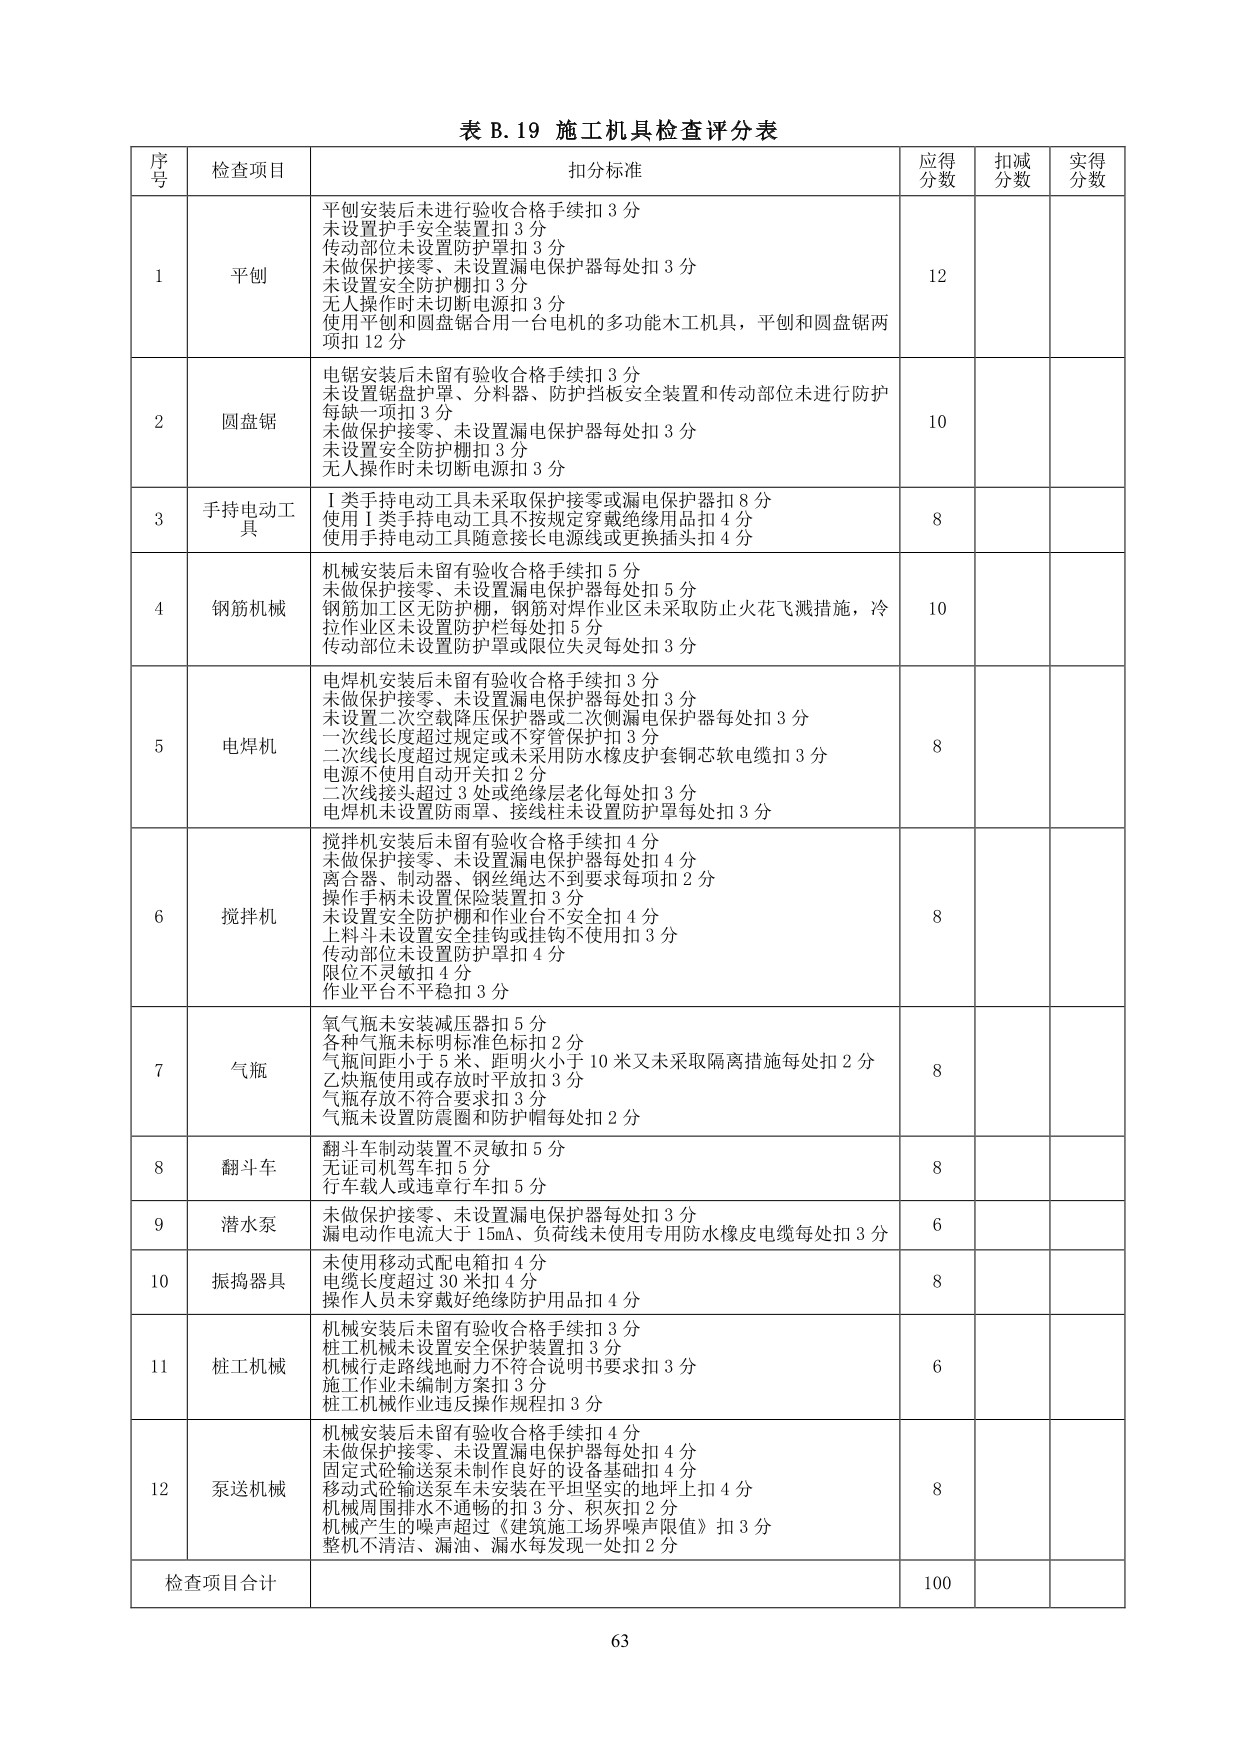 表 B.19 施工机具检查评分表
序号 检查项目 扣分标准 应得分数 扣减分数 实得分数
1 平刨 12
平刨安装后未进行验收合格手续扣 3 分
未设置护手安全装置扣 3 分
传动部位未设置防护罩扣 3 分
未做保护接零、未设置漏电保护器每处扣 3 分
未设置安全防护棚扣 3 分
无人操作时未切断电源扣 3 分
使用平刨和圆盘锯合用一台电机的多功能木工机具，平刨和圆盘锯两
项扣 12 分
2 圆盘锯 10
电锯安装后未留有验收合格手续扣 3 分
未设置锯盘护罩、分料器、防护挡板安全装置和传动部位未进行防护
每缺一项扣 3 分
未做保护接零、未设置漏电保护器每处扣 3 分
未设置安全防护棚扣 3 分
无人操作时未切断电源扣 3 分
3 手持电动工具 8
I 类手持电动工具未采取保护接零或漏电保护器扣 8 分
使用 I 类手持电动工具不按规定穿戴绝缘用品扣 4 分
使用手持电动工具随意接长电源线或更换插头扣 4 分
4 钢筋机械 10
机械安装后未留有验收合格手续扣 5 分
未做保护接零、未设置漏电保护器每处扣 5 分
钢筋加工区无防护棚，钢筋对焊作业区未采取防止火花飞溅措施，冷
拉作业区未设置防护栏每处扣 5 分
传动部位未设置防护罩或限位失灵每处扣 3 分
5 电焊机 8
电焊机安装后未留有验收合格手续扣 3 分
未做保护接零、未设置漏电保护器每处扣 3 分
未设置二次空载降压保护器或二次侧漏电保护器每处扣 3 分
一次线长度超过规定或不穿管保护扣 3 分
二次线长度超过规定或未采用防水橡皮护套铜芯软电缆扣 3 分
电源不使用自动开关扣 2 分
二次线接头超过 3 处或绝缘层老化每处扣 3 分
电焊机未设置防雨罩、接线柱未设置防护罩每处扣 3 分
6 搅拌机 8
搅拌机安装后未留有验收合格手续扣 4 分
未做保护接零、未设置漏电保护器每处扣 4 分
离合器、制动器、钢丝绳达不到要求每项扣 2 分
操作手柄未设置保险装置扣 3 分
未设置安全防护棚和作业台不安全扣 4 分
上料斗未设置安全挂钩或挂钩不使用扣 3 分
传动部位未设置防护罩扣 4 分
限位不灵敏扣 4 分
作业平台不平稳扣 3 分
7 气瓶 8
氧气瓶未安装减压器扣 5 分
各种气瓶未标明标准色标扣 2 分
气瓶间距小于 5 米、距明火小于 10 米又未采取隔离措施每处扣 2 分
乙炔瓶使用或存放时平放扣 3 分
气瓶存放不符合要求扣 3 分
气瓶未设置防震圈和防护帽每处扣 2 分
8 翻斗车 8
翻斗车制动装置不灵敏扣 5 分
无证司机驾车扣 5 分
行车载人或违章行车扣 5 分
9 潜水泵 6
未做保护接零、未设置漏电保护器每处扣 3 分
漏电动作电流大于 15mA、负荷线未使用专用防水橡皮电缆每处扣 3 分
10 振捣器具 8
未使用移动式配电箱扣 4 分
电缆长度超过 30 米扣 4 分
操作人员未穿戴好绝缘防护用品扣 4 分
11 桩工机械 6
机械安装后未留有验收合格手续扣 3 分
桩工机械未设置安全保护装置扣 3 分
机械行走路线地耐力不符合说明书要求扣 3 分
施工作业未编制方案扣 3 分
桩工机械作业违反操作规程扣 3 分
12 泵送机械 8
机械安装后未留有验收合格手续扣 4 分
未做保护接零、未设置漏电保护器每处扣 4 分
固定式砼输送泵未制作良好的设备基础扣 4 分
移动式砼输送泵车未安装在平坦坚实的地坪上扣 4 分
机械周围排水不通畅的扣 3 分、积灰扣 2 分
机械产生的噪声超过《建筑施工场界噪声限值》扣 3 分
整机不清洁、漏油、漏水每发现一处扣 2 分
检查项目合计 100
63